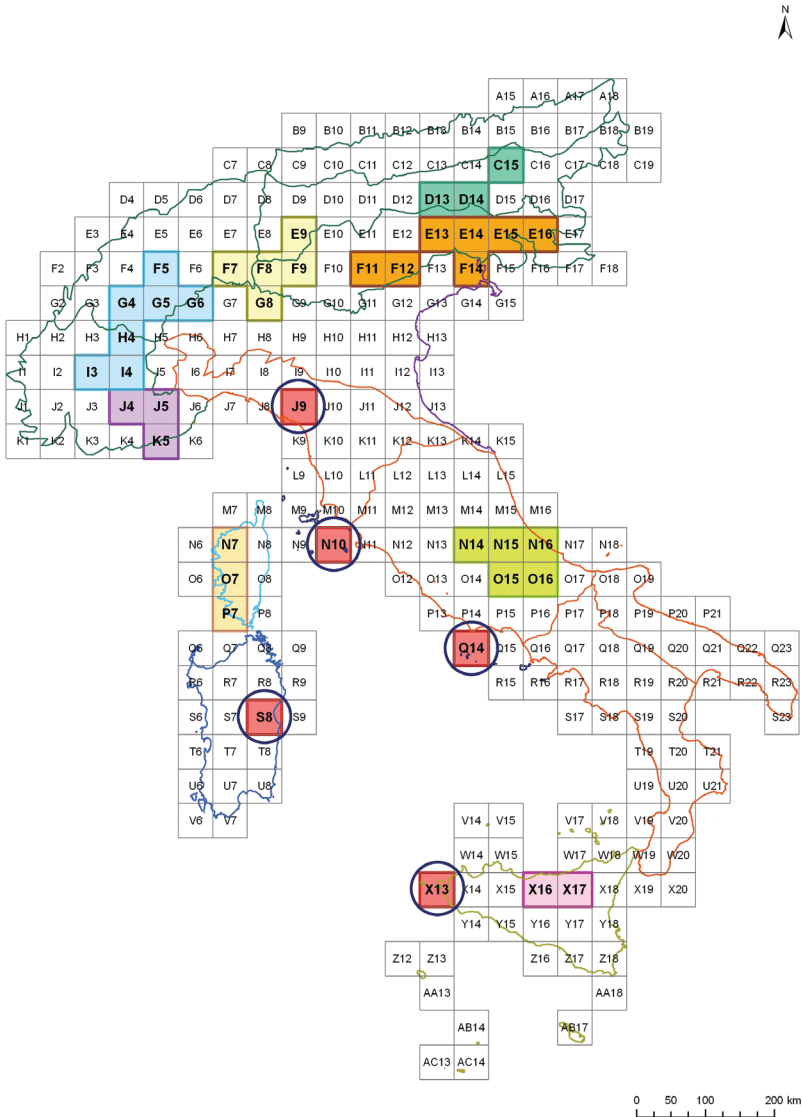 N
A15 A16 A17 A18
B9 B10 B11 B12 B13 B14 B15 B16 B17 B18 B19
C7 C8 C9 C10 C11 C12 C13 C14 C15 C16 C17 C18 C19
D4 D5 D6 D7 D8 D9 D10 D11 D12 D13 D14 D15 D16 D17
E3 E4 E5 E6 E7 E8 E9 E10 E11 E12 E13 E14 E15 E16 E17
F2 F3 F4 F5 F6 F7 F8 F9 F10 F11 F12 F13 F14 F15 F16 F17 F18
G2 G3 G4 G5 G6 G7 G8 G9 G10 G11 G12 G13 G14 G15
H1 H2 H3 H4 H5 H6 H7 H8 H9 H10 H11 H12 H13
I1 I2 I3 I4 I5 I6 I7 I8 I9 I10 I11 I12 I13
J1 J2 J3 J4 J5 J6 J7 J8 J9 J10 J11 J12 J13
K1 K2 K3 K4 K5 K6 K9 K10 K11 K12 K13 K14 K15
L9 L10 L11 L12 L13 L14 L15
M7 M8 M9 M10 M11 M12 M13 M14 M15 M16
N6 N7 N8 N9 N10 N11 N12 N13 N14 N15 N16 N17 N18
O6 O7 O8 O12 O13 O14 O15 O16 O17 O18 O19
P7 P8 P13 P14 P15 P16 P17 P18 P19 P20 P21
Q6 Q7 Q8 Q9 Q14 Q15 Q16 Q17 Q18 Q19 Q20 Q21 Q22 Q23
R6 R7 R8 R9 R15 R16 R17 R18 R19 R20 R21 R22 R23
S6 S7 S8 S9 S17 S18 S19 S20 S23
T6 T7 T8 T19 T20 T21
U6 U7 U8 U19 U20 U21
V6 V7 V14 V15 V17 V18 V19 V20
W14 W15 W17 W18 W19 W20
X13 X14 X15 X16 X17 X18 X19 X20
Y14 Y15 Y16 Y17 Y18
Z12 Z13 Z16 Z17 Z18
AA13 AA18
AB14 AB17
AC13 AC14
0 50 100 200 km